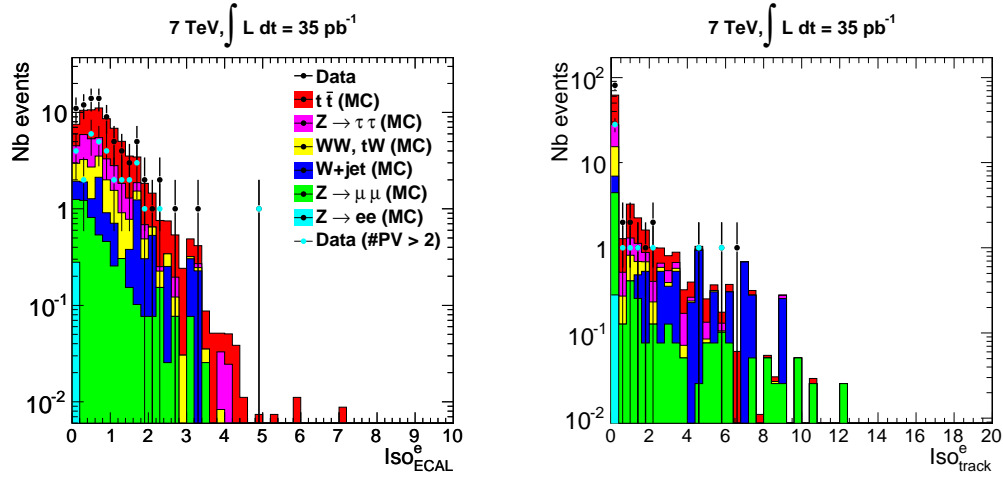 7 TeV, ∫ L dt = 35 pb⁻¹
Nb events
10
1
10⁻¹
10⁻²
Data
t t̄ (MC)
Z → τ τ (MC)
WW, tW (MC)
W+jet (MC)
Z → μ μ (MC)
Z → ee (MC)
Data (#PV > 2)
0 1 2 3 4 5 6 7 8 9 10
Iso^e_ECAL
7 TeV, ∫ L dt = 35 pb⁻¹
Nb events
10²
10
1
10⁻¹
10⁻²
0 2 4 6 8 10 12 14 16 18 20
Iso^e_track